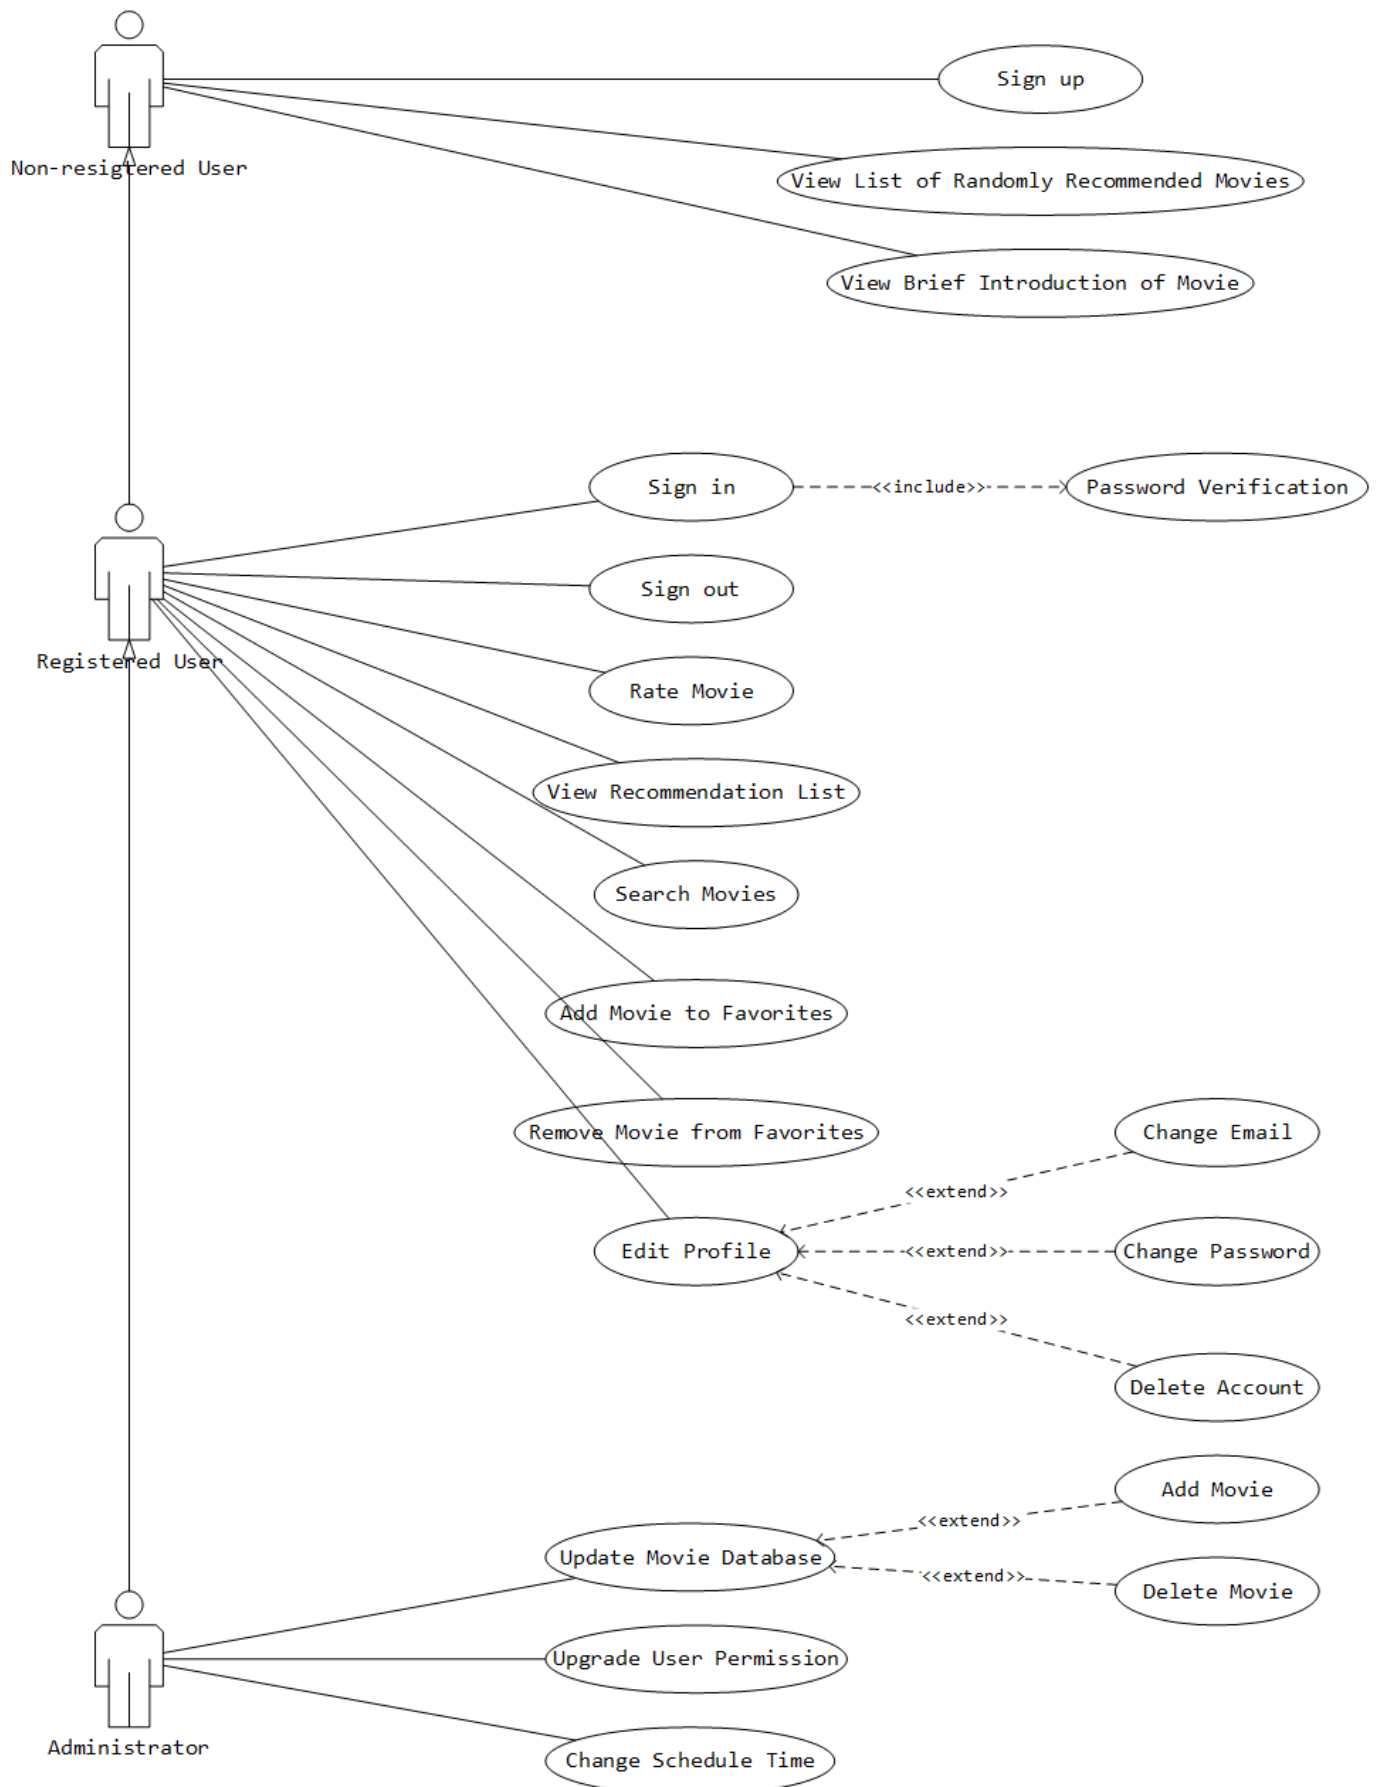 Sign up
Non-resigtered User
View List of Randomly Recommended Movies
View Brief Introduction of Movie
Sign in
<<include>>
Password Verification
Sign out
Registered User
Rate Movie
View Recommendation List
Search Movies
Add Movie to Favorites
Remove Movie from Favorites
Change Email
<<extend>>
Edit Profile
<<extend>>
Change Password
<<extend>>
Delete Account
Add Movie
<<extend>>
Update Movie Database
<<extend>>
Delete Movie
Upgrade User Permission
Administrator
Change Schedule Time